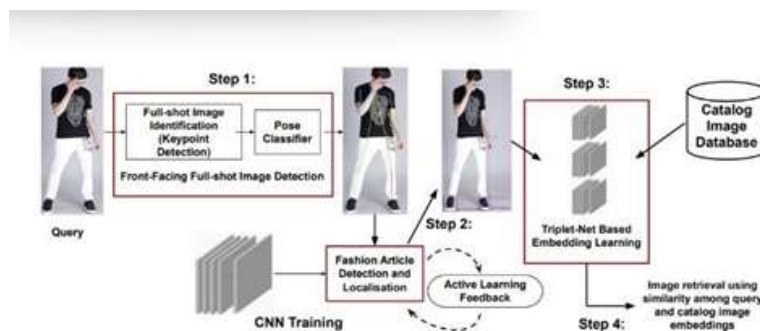 Step 1:
Full-shot Image
Identification
(Keypoint
Detection)
Pose
Classifier
Front-Facing Full-shot Image Detection
Query
Step 2:
Fashion Article
Detection and
Localisation
CNN Training
Active Learning
Feedback
Step 3:
Triplet-Net Based
Embedding Learning
Catalog
Image
Database
Step 4:
Image retrieval using
similarity among query
and catalog image
embeddings